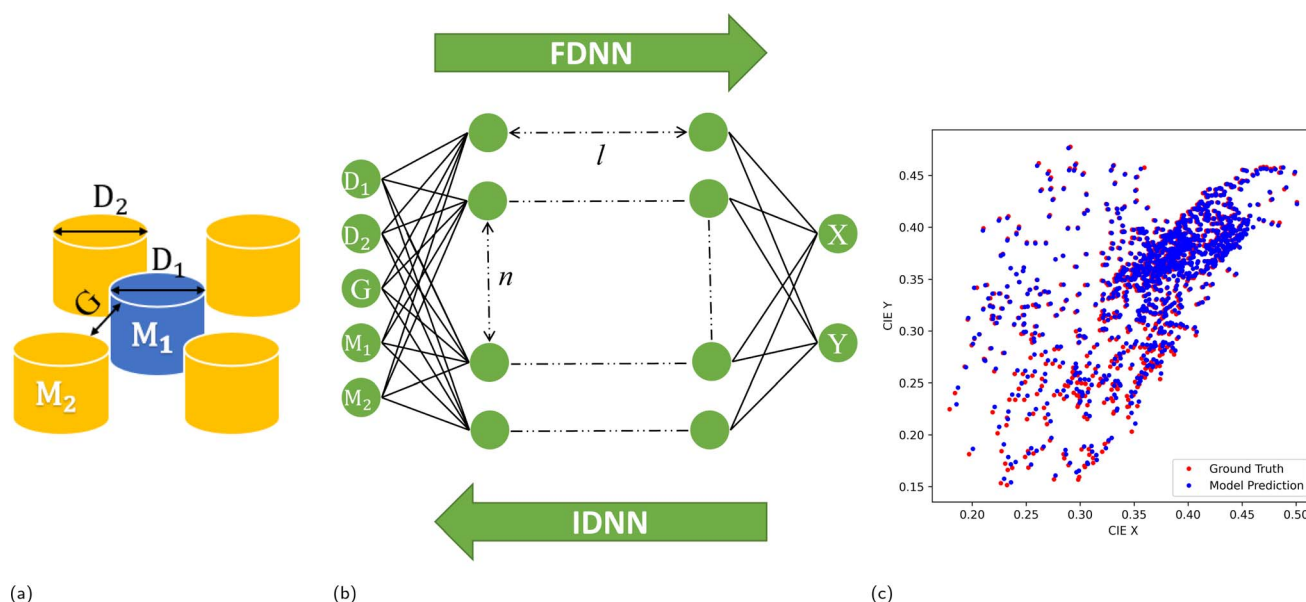 D₂
D₁
G
M₁
M₂
(a)
FDNN
l
D₁
D₂
G
M₁
M₂
n
X
Y
IDNN
(b)
CIE Y
0.45
0.40
0.35
0.30
0.25
0.20
0.15
Ground Truth
Model Prediction
0.20 0.25 0.30 0.35 0.40 0.45 0.50
CIE X
(c)